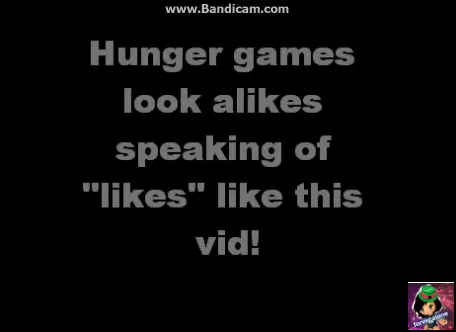 www.Bandicam.com
Hunger games
look alikes
speaking of
"likes" like this
vid!